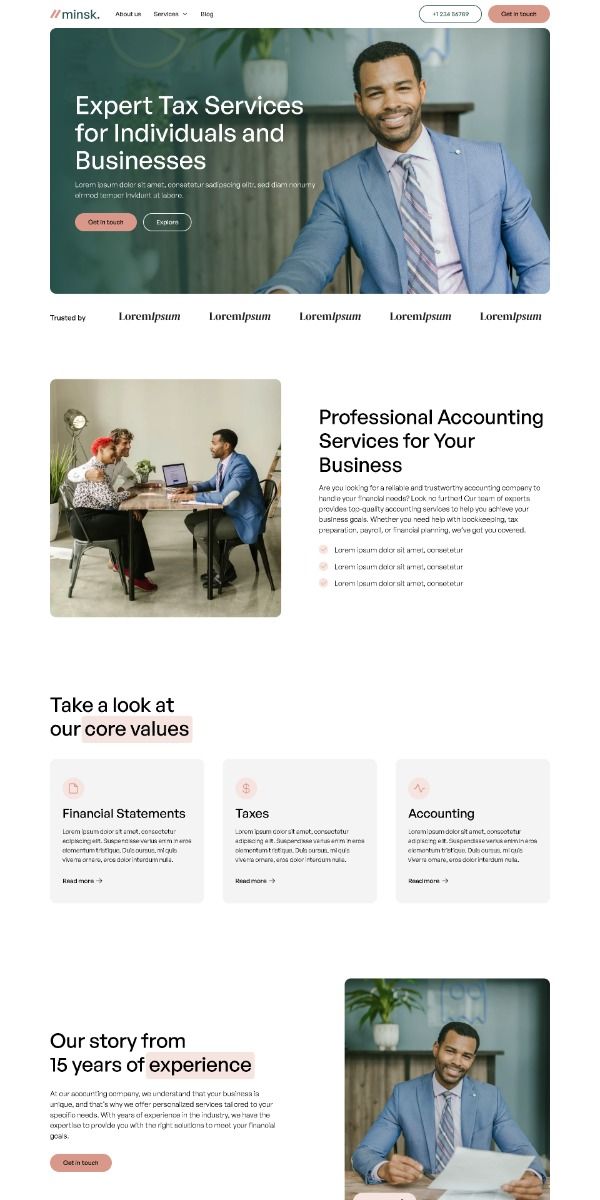 minsk.
About us
Services
Blog
+1 234 56789
Get in touch
Expert Tax Services
for Individuals and
Businesses
Lorem ipsum dolor sit amet, consetetur sadipscing elitr, sed diam nonumy
eirmod tempor invidunt ut labore.
Get in touch
Explore
Trusted by
LoremIpsum
LoremIpsum
LoremIpsum
LoremIpsum
LoremIpsum
Professional Accounting
Services for Your
Business
Are you looking for a reliable and trustworthy accounting company to
handle your financial needs? Look no further! Our team of experts
provides top-quality accounting services to help you achieve your
business goals. Whether you need help with bookkeeping, tax
preparation, payroll, or financial planning, we've got you covered.
Lorem ipsum dolor sit amet, consetetur
Lorem ipsum dolor sit amet, consetetur
Lorem ipsum dolor sit amet, consetetur
Take a look at
our core values
Financial Statements
Lorem ipsum dolor sit amet, consectetur
adipiscing elit. Suspendisse varius enim in eros
elementum tristique. Duis cursus, mi quis
viverra ornare, eros dolor interdum nulla.
Read more
Taxes
Lorem ipsum dolor sit amet, consectetur
adipiscing elit. Suspendisse varius enim in eros
elementum tristique. Duis cursus, mi quis
viverra ornare, eros dolor interdum nulla.
Read more
Accounting
Lorem ipsum dolor sit amet, consectetur
adipiscing elit. Suspendisse varius enim in eros
elementum tristique. Duis cursus, mi quis
viverra ornare, eros dolor interdum nulla.
Read more
Our story from
15 years of experience
At our accounting company, we understand that your business is
unique, and that's why we offer personalized services tailored to your
specific needs. With years of experience in the industry, we have the
expertise to provide you with the right solutions to meet your financial
goals.
Get in touch